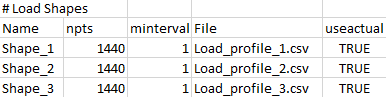 # Load Shapes
Name npts minterval File useactual
Shape_1 1440 1 Load_profile_1.csv TRUE
Shape_2 1440 1 Load_profile_2.csv TRUE
Shape_3 1440 1 Load_profile_3.csv TRUE